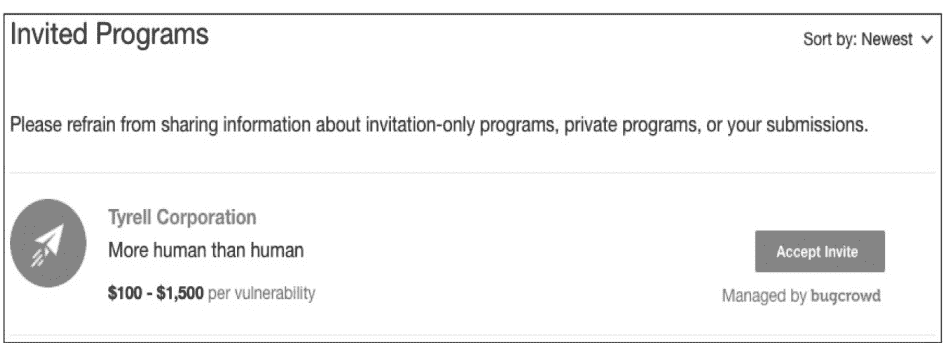 Invited Programs
Sort by: Newest
Please refrain from sharing information about invitation-only programs, private programs, or your submissions.
Tyrell Corporation
More human than human
Accept Invite
$100 - $1,500 per vulnerability
Managed by bugcrowd